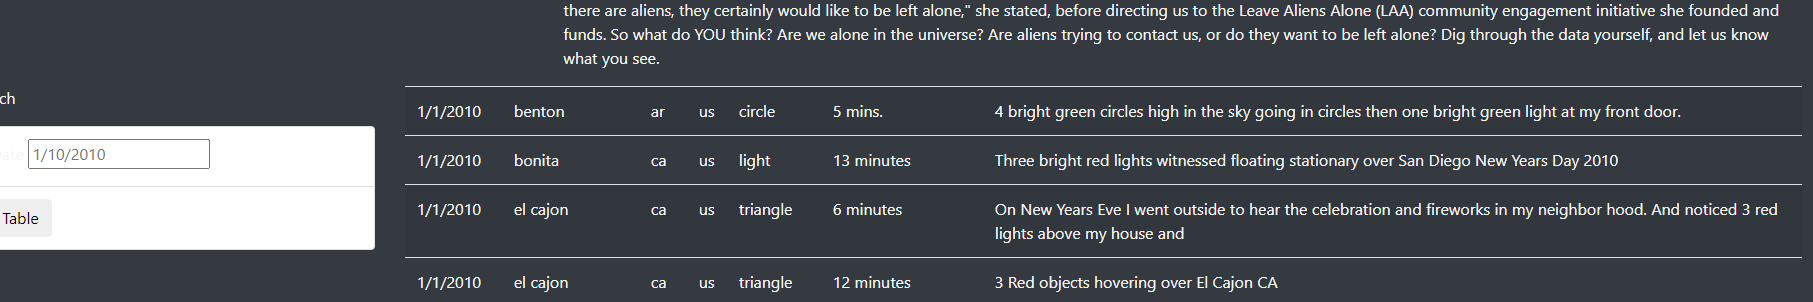 there are aliens, they certainly would like to be left alone," she stated, before directing us to the Leave Aliens Alone (LAA) community engagement initiative she founded and
funds. So what do YOU think? Are we alone in the universe? Are aliens trying to contact us, or do they want to be left alone? Dig through the data yourself, and let us know
what you see.
ch
1/10/2010
Table
1/1/2010 benton ar us circle 5 mins. 4 bright green circles high in the sky going in circles then one bright green light at my front door.
1/1/2010 bonita ca us light 13 minutes Three bright red lights witnessed floating stationary over San Diego New Years Day 2010
1/1/2010 el cajon ca us triangle 6 minutes On New Years Eve I went outside to hear the celebration and fireworks in my neighbor hood. And noticed 3 red
lights above my house and
1/1/2010 el cajon ca us triangle 12 minutes 3 Red objects hovering over El Cajon CA